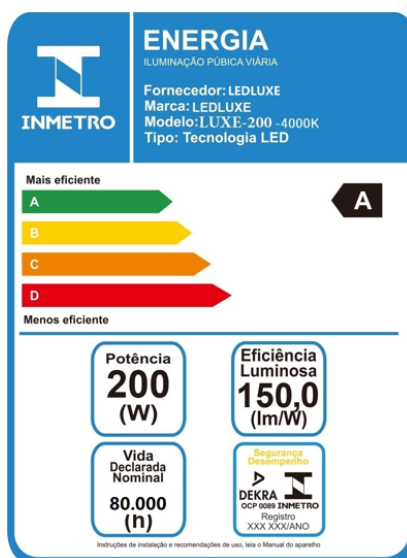 INMETRO
ENERGIA
ILUMINAÇÃO PÚBICA VIÁRIA
Fornecedor: LEDLUXE
Marca: LEDLUXE
Modelo: LUXE-200 -4000K
Tipo: Tecnologia LED
Mais eficiente
A
A
B
C
D
Menos eficiente
Potência
200
(W)
Eficiência
Luminosa
150,0
(lm/W)
Vida
Declarada
Nominal
80.000
(h)
Segurança
Desempenho
DEKRA
OCP 0089 INMETRO
Registro
XXX XXX/ANO
Instruções de instalação e recomendações de uso, leia o Manual do aparelho